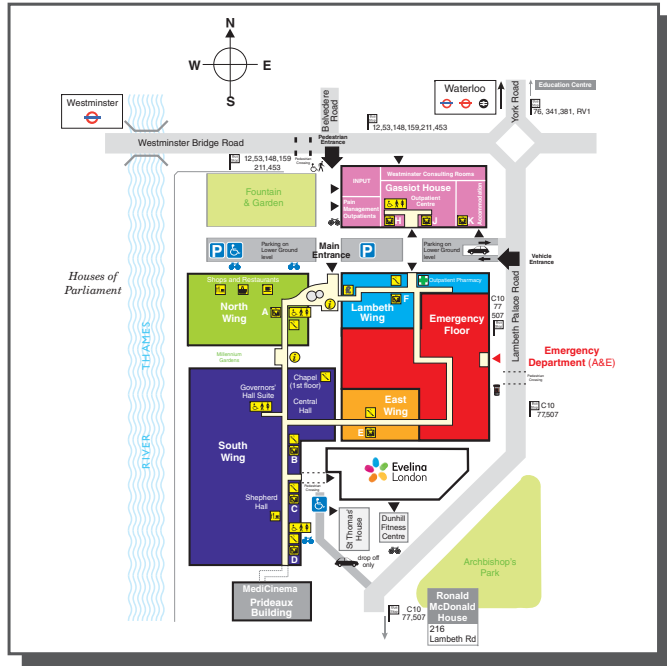 N
W
E
S
Westminster
Waterloo
York Road
Education Centre
76, 341,381, RV1
Belvedere
Road
12,53,148,159,211,453
Westminster Bridge Road
Pedestrian
Entrance
Pedestrian
Crossing
12,53,148,159
211,453
Fountain
& Garden
INPUT
Westminster Consulting Rooms
Gassiot House
Outpatient
Centre
Pain
Management
Outpatients
Accommodation
H
J
K
P
Parking on
Lower Ground
level
Main
Entrance
P
Parking on
Lower Ground
level
Vehicle
Entrance
Houses of
Parliament
Shops and Restaurants
North
Wing
A
Lambeth
Wing
F
Outpatient Pharmacy
Emergency
Floor
C10
77
507
Lambeth Palace Road
Emergency
Department (A&E)
Pedestrian
Crossing
C10
77,507
RIVER THAMES
Millennium
Gardens
Chapel
(1st floor)
Governors'
Hall Suite
Central
Hall
East
Wing
E
South
Wing
B
Pedestrian
Crossing
C
Shepherd
Hall
D
Evelina
London
St Thomas'
House
Dunhill
Fitness
Centre
drop off
only
Archbishop's
Park
MediCinema
Prideaux
Building
C10
77,507
Ronald
McDonald
House
216
Lambeth Rd